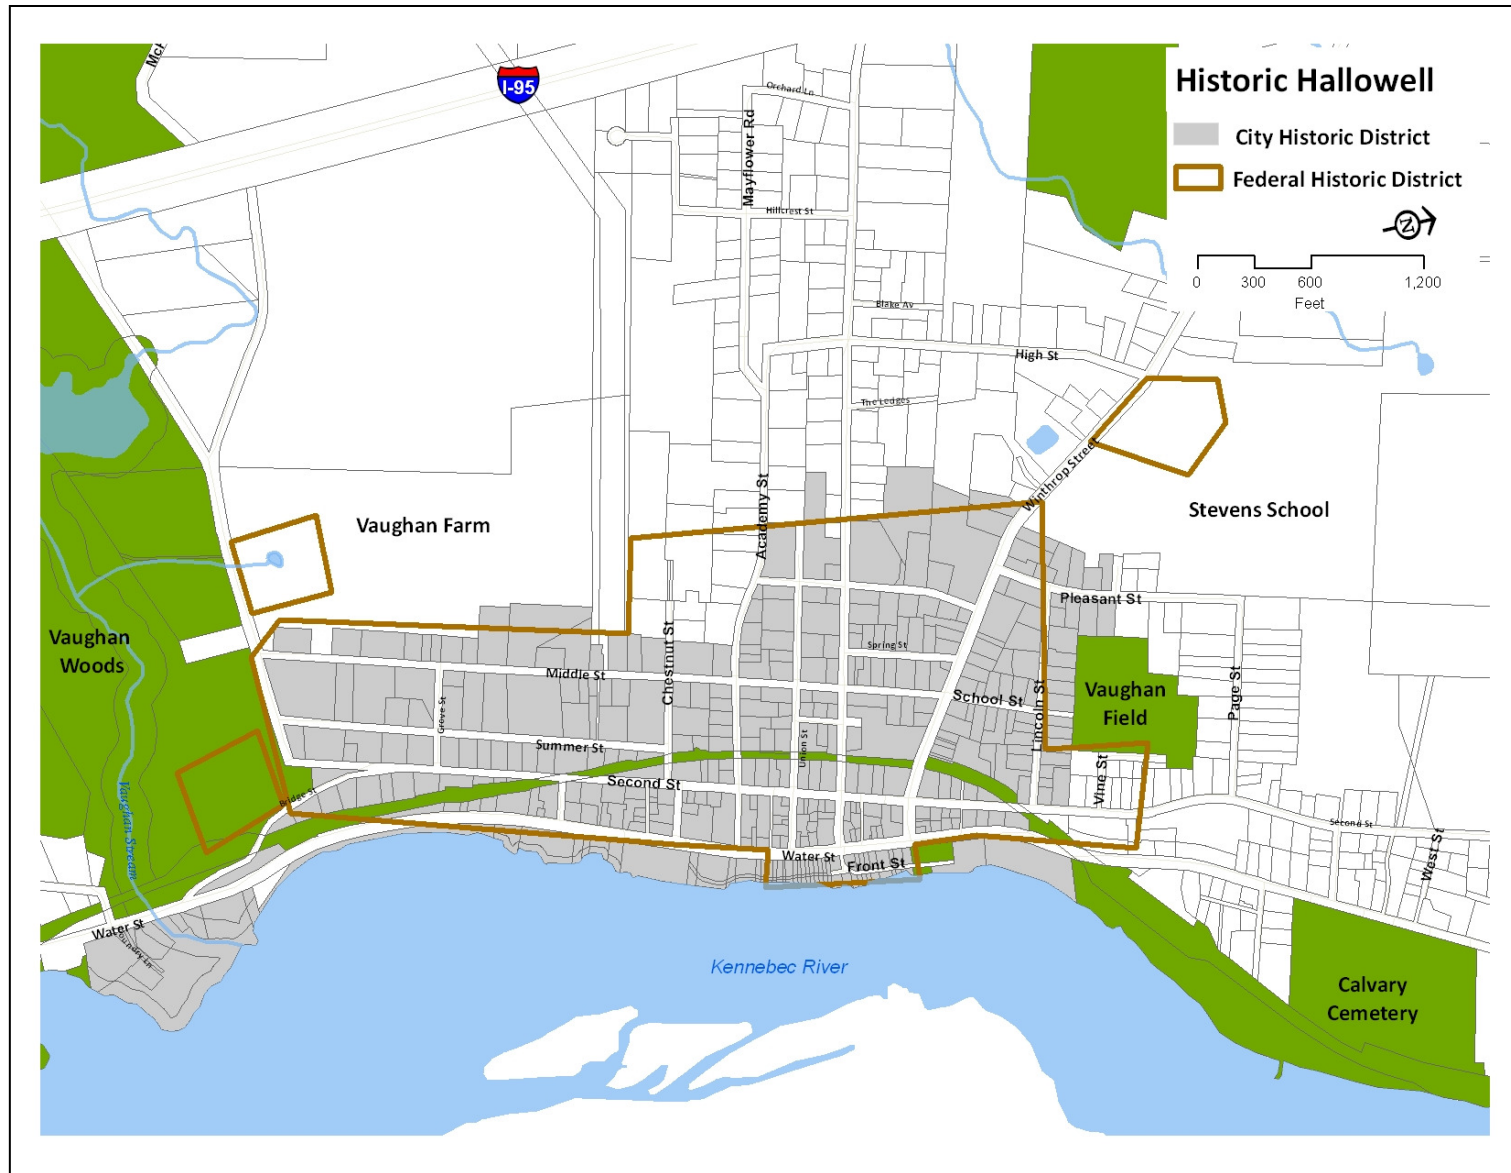 McF
I-95
Historic Hallowell
City Historic District
Federal Historic District
N
0 300 600 1,200
Feet
Orchard Ln
Mayflower Rd
Hillcrest St
Blake Av
High St
The Ledges
Winthrop Street
Stevens School
Vaughan Farm
Academy St
Pleasant St
Vaughan
Woods
Chestnut St
Spring St
Middle St
School St
Lincoln St
Vaughan
Field
Page St
Grove St
Summer St
Union St
Second St
Vine St
Bridge St
Vaughan Stream
Second St
West St
Water St
Front St
Water St
Foundry Ln
Kennebec River
Calvary
Cemetery